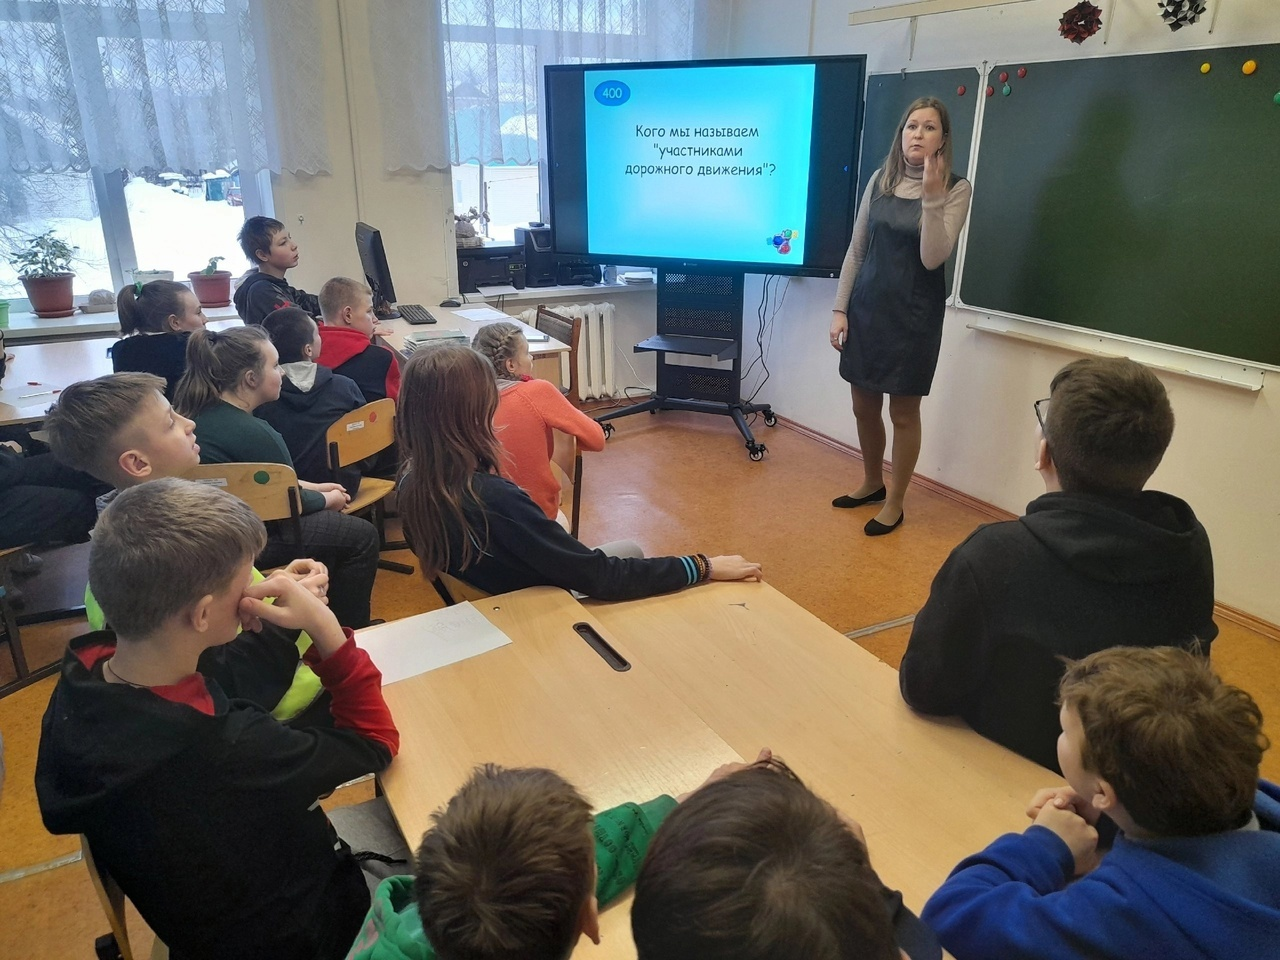 400
Кого мы называем
"участниками
дорожного движения"?